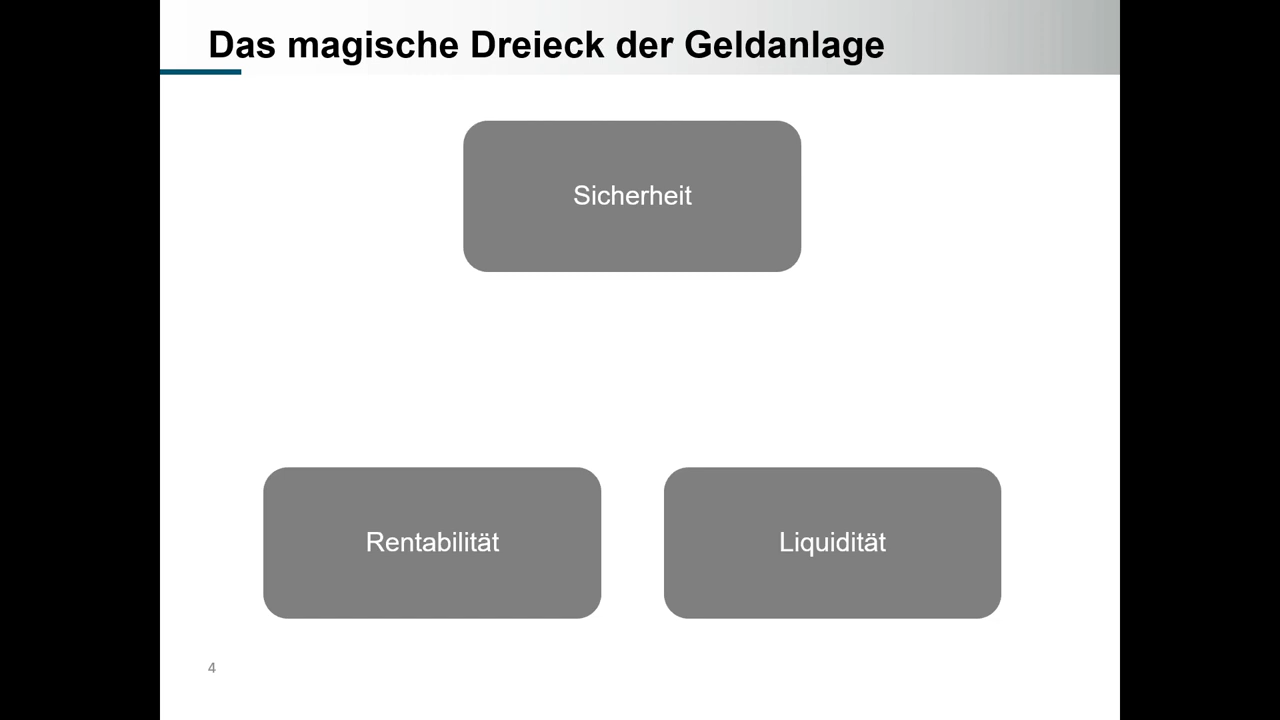 Das magische Dreieck der Geldanlage
Sicherheit
Rentabilität
Liquidität
4